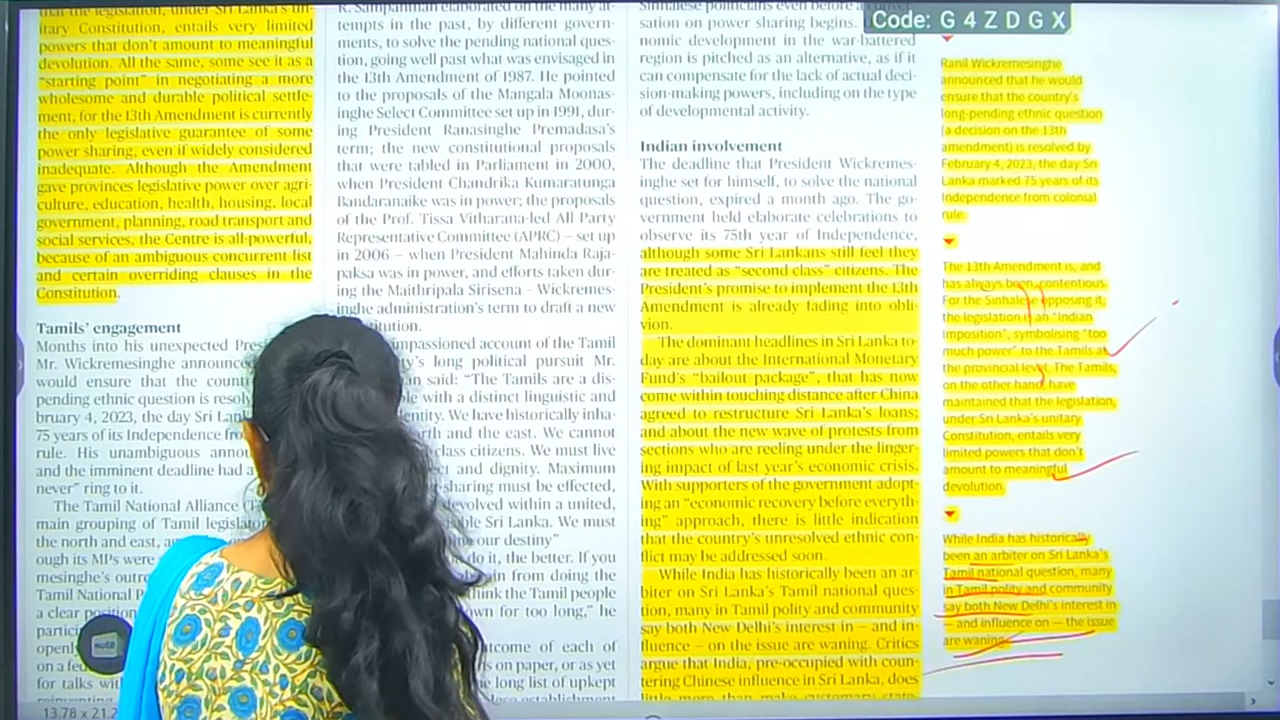 Code: G 4 Z D G X
that the legislation, under Sri Lanka's un-
itary Constitution, entails very limited
powers that don't amount to meaningful
devolution. All the same, some see it as a
"starting point" in negotiating a more
wholesome and durable political settle-
ment, for the 13th Amendment is currently
the only legislative guarantee of some
power sharing, even if widely considered
inadequate. Although the Amendment
gave provinces legislative power over agri-
culture, education, health, housing, local
government, planning, road transport and
social services, the Centre is all-powerful,
because of an ambiguous concurrent list
and certain overriding clauses in the
Constitution.
Tamils' engagement
Months into his unexpected Pres
Mr. Wickremesinghe announce
would ensure that the count
pending ethnic question is resol
bruary 4, 2023, the day Sri Lan
75 years of its Independence fro
rule. His unambiguous annou
and the imminent deadline had a
never" ring to it.
The Tamil National Alliance (T
main grouping of Tamil legislator
the north and east, a
ough its MPs were
mesinghe's outre
Tamil National P
a clear position
partici
openl
on a fe
for talks wit
R. Sampanthan elaborated on the many at-
tempts in the past, by different govern-
ments, to solve the pending national ques-
tion, going well past what was envisaged in
the 13th Amendment of 1987. He pointed
to the proposals of the Mangala Moonas-
inghe Select Committee set up in 1991, dur-
ing President Ranasinghe Premadasa's
term; the new constitutional proposals
that were tabled in Parliament in 2000,
when President Chandrika Kumaratunga
Bandaranaike was in power; the proposals
of the Prof. Tissa Vitharana-led All Party
Representative Committee (APRC) – set up
in 2006 – when President Mahinda Raja-
paksa was in power, and efforts taken dur-
ing the Maithripala Sirisena - Wickremes-
inghe administration's term to draft a new
itution.
impassioned account of the Tamil
y's long political pursuit Mr.
an said: "The Tamils are a dis-
le with a distinct linguistic and
entity. We have historically inha-
rth and the east. We cannot
class citizens. We must live
ct and dignity. Maximum
-sharing must be effected,
devolved within a united,
ible Sri Lanka. We must
e our destiny"
do it, the better. If you
in from doing the
hink the Tamil people
own for too long," he
tcome of each of
s on paper, or as yet
e long list of upkept
Sinhalese politicians even before a conver-
sation on power sharing begins.
nomic development in the war-battered
region is pitched as an alternative, as if it
can compensate for the lack of actual deci-
sion-making powers, including on the type
of developmental activity.
Indian involvement
The deadline that President Wickremes-
inghe set for himself, to solve the national
question, expired a month ago. The go-
vernment held elaborate celebrations to
observe its 75th year of Independence,
although some Sri Lankans still feel they
are treated as "second class" citizens. The
President's promise to implement the 13th
Amendment is already fading into obli-
vion.
The dominant headlines in Sri Lanka to-
day are about the International Monetary
Fund's "bailout package", that has now
come within touching distance after China
agreed to restructure Sri Lanka's loans;
and about the new wave of protests from
sections who are reeling under the linger-
ing impact of last year's economic crisis.
With supporters of the government adopt-
ing an "economic recovery before everyth-
ing" approach, there is little indication
that the country's unresolved ethnic con-
flict may be addressed soon.
While India has historically been an ar-
biter on Sri Lanka's Tamil national ques-
tion, many in Tamil polity and community
say both New Delhi's interest in — and in-
fluence – on the issue are waning. Critics
argue that India, pre-occupied with coun-
tering Chinese influence in Sri Lanka, does
little more than make customary state-
Ranil Wickremesinghe
announced that he would
ensure that the country's
long-pending ethnic question
(a decision on the 13th
amendment) is resolved by
February 4, 2023, the day Sri
Lanka marked 75 years of its
Independence from colonial
rule.
The 13th Amendment is, and
has always been, contentious.
For the Sinhalese opposing it,
the legislation is an "Indian
imposition", symbolising "too
much power" to the Tamils at
the provincial level. The Tamils,
on the other hand, have
maintained that the legislation,
under Sri Lanka's unitary
Constitution, entails very
limited powers that don't
amount to meaningful
devolution.
While India has historically
been an arbiter on Sri Lanka's
Tamil national question, many
in Tamil polity and community
say both New Delhi's interest in
— and influence on — the issue
are waning.
Note
13.78 x 21.2